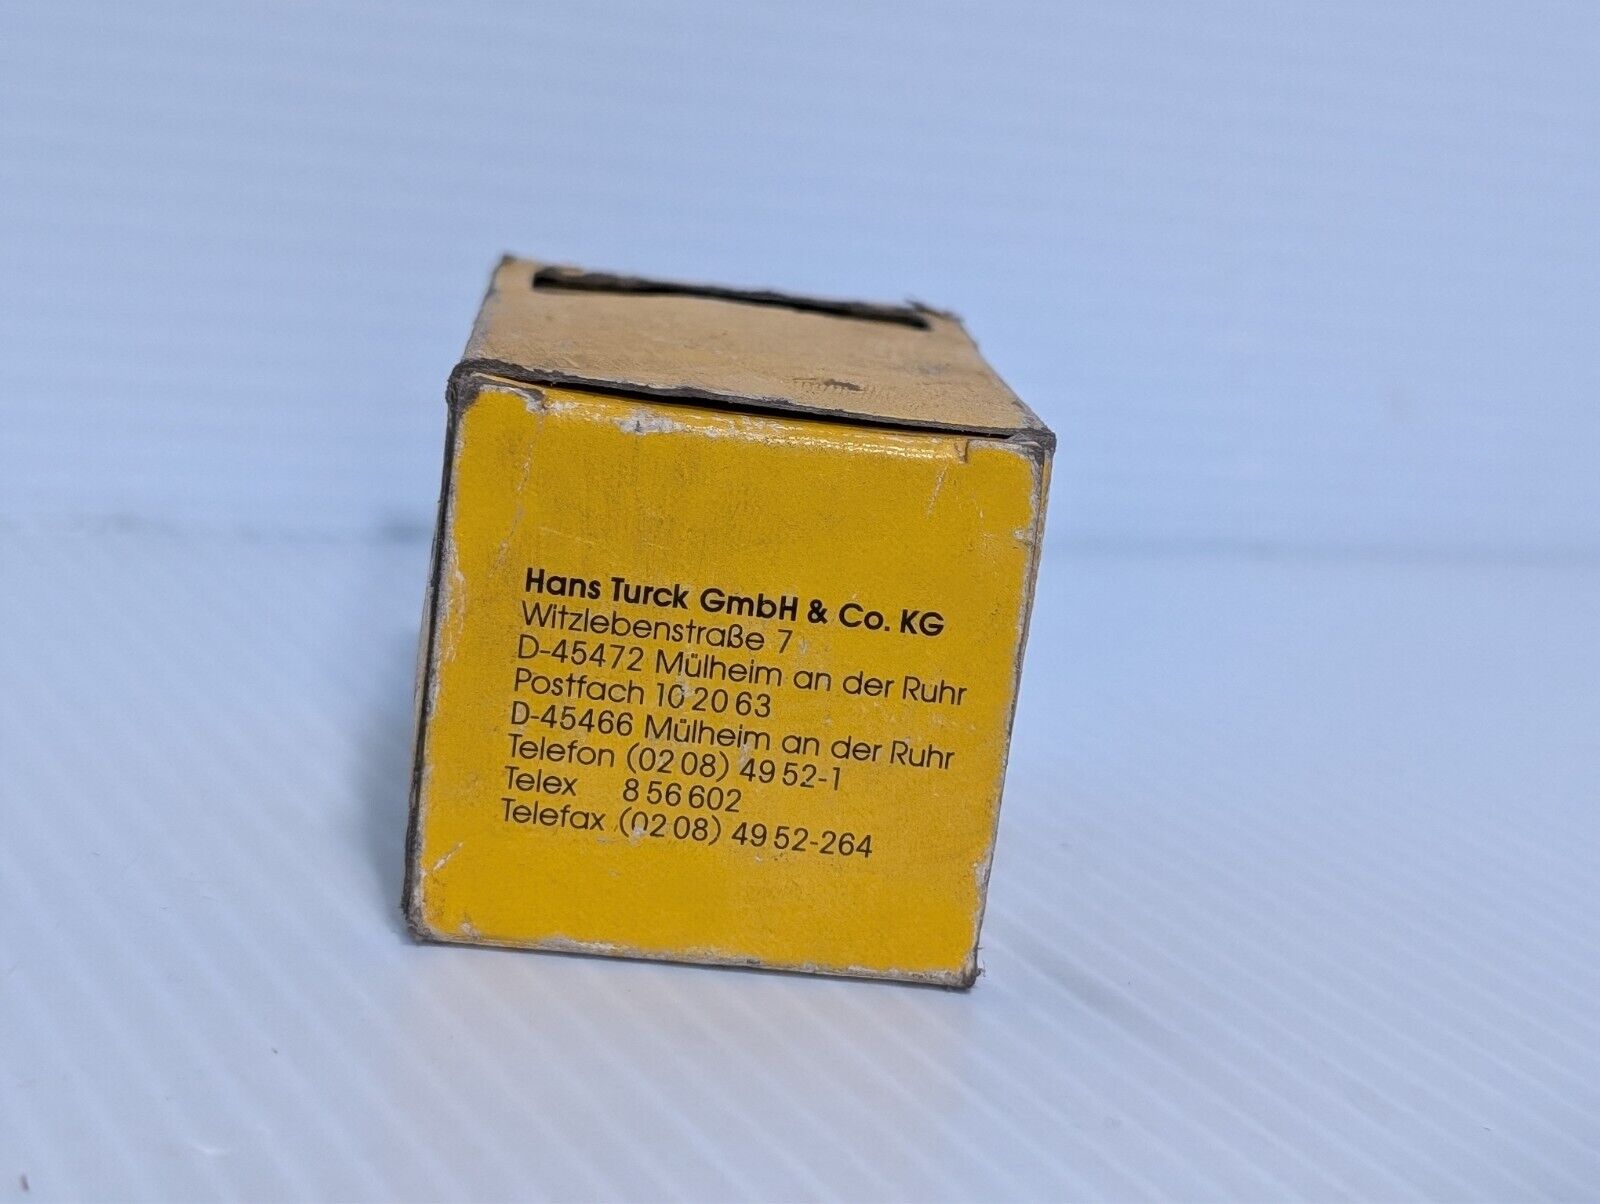 Hans Turck GmbH & Co. KG
Witzlebenstraße 7
D-45472 Mülheim an der Ruhr
Postfach 10 20 63
D-45466 Mülheim an der Ruhr
Telefon (02 08) 49 52-1
Telex 8 56 602
Telefax (02 08) 49 52-264